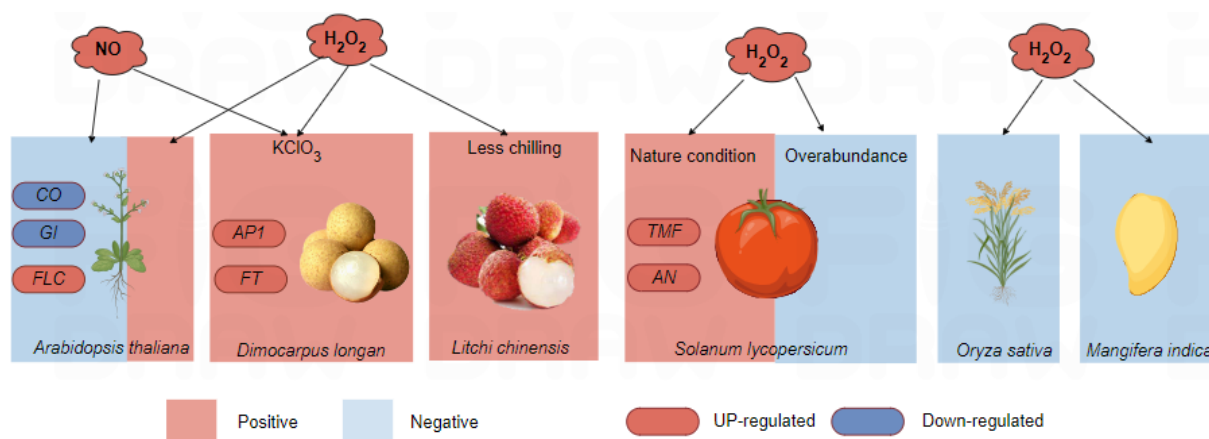 NO
H₂O₂
H₂O₂
H₂O₂
KClO₃
Less chilling
Nature condition
Overabundance
CO
GI
FLC
AP1
FT
TMF
AN
Arabidopsis thaliana
Dimocarpus longan
Litchi chinensis
Solanum lycopersicum
Oryza sativa
Mangifera indica
Positive
Negative
UP-regulated
Down-regulated